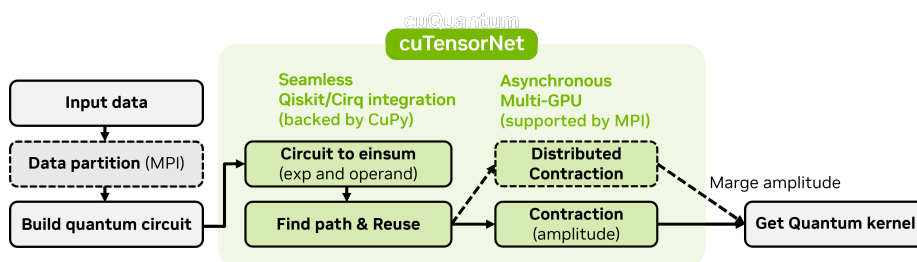 cuQuantum
cuTensorNet
Seamless
Qiskit/Cirq integration
(backed by CuPy)
Asynchronous
Multi-GPU
(supported by MPI)
Input data
Data partition (MPI)
Build quantum circuit
Circuit to einsum
(exp and operand)
Find path & Reuse
Distributed
Contraction
Contraction
(amplitude)
Marge amplitude
Get Quantum kernel